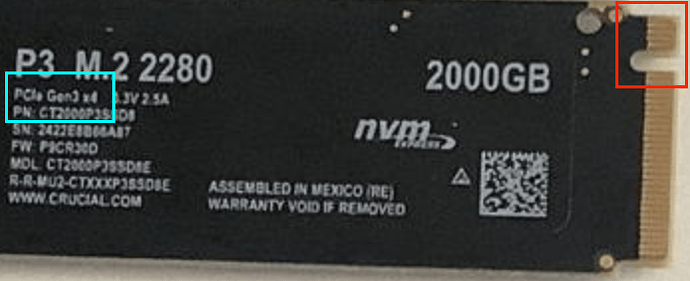 P3 M.2 2280
2000GB
PCIe Gen3 x4 3.3V 2.5A
PN: CT2000P3SSD8
SN: 2422E8B66A87
FW: P9CR30D
MDL: CT2000P3SSD8E
R-R-MU2-CTXXXP3SSD8E
WWW.CRUCIAL.COM
nvm
EXPRESS
ASSEMBLED IN MEXICO (RE)
WARRANTY VOID IF REMOVED